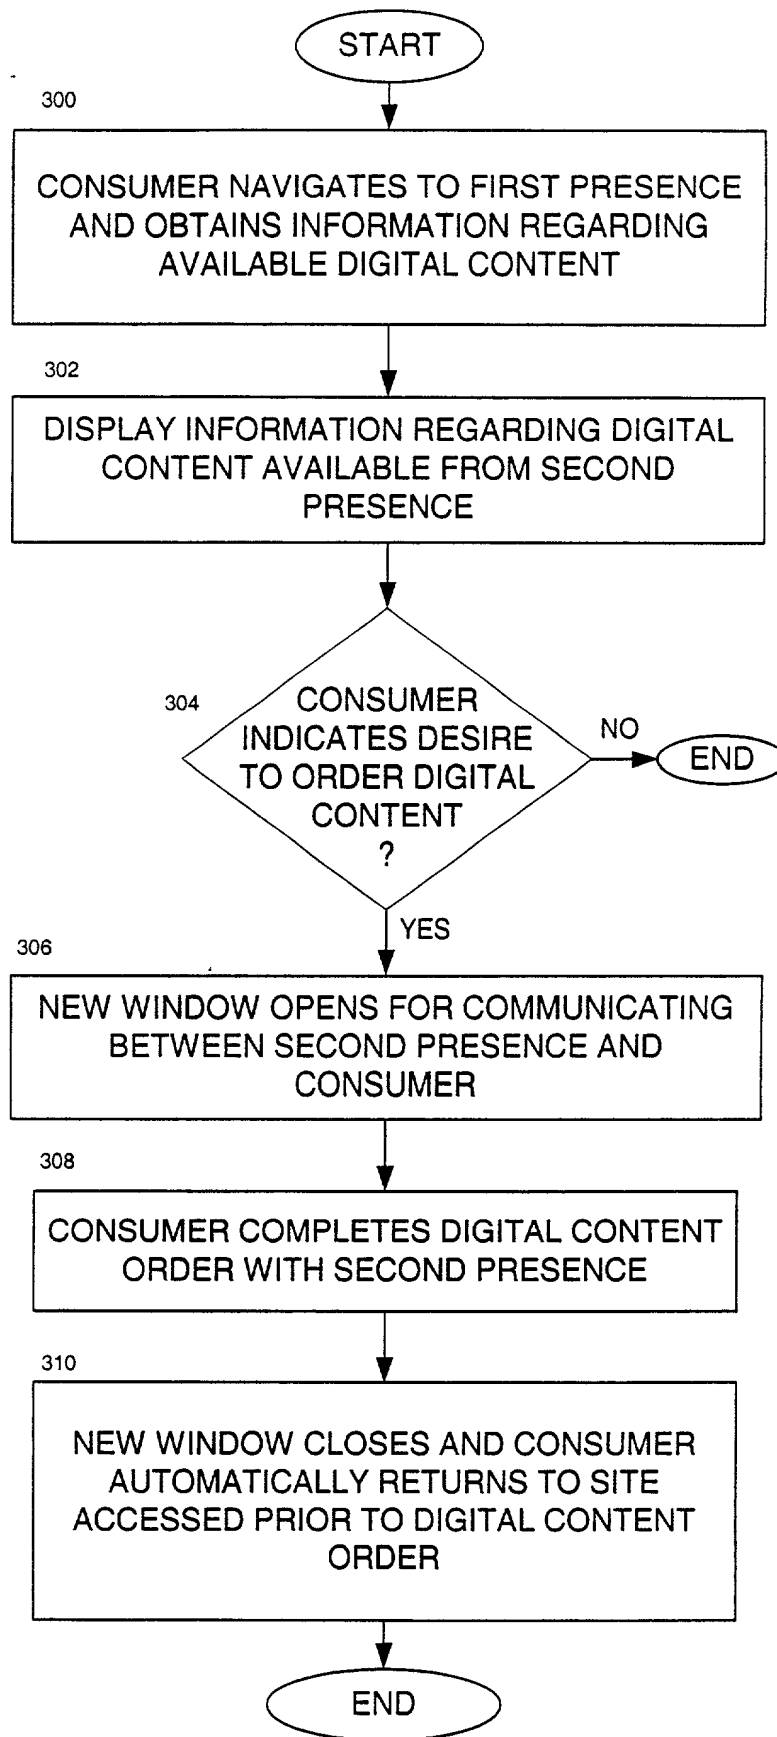 START
300
CONSUMER NAVIGATES TO FIRST PRESENCE
AND OBTAINS INFORMATION REGARDING
AVAILABLE DIGITAL CONTENT
302
DISPLAY INFORMATION REGARDING DIGITAL
CONTENT AVAILABLE FROM SECOND
PRESENCE
304
CONSUMER
INDICATES DESIRE
TO ORDER DIGITAL
CONTENT
?
NO
END
YES
306
NEW WINDOW OPENS FOR COMMUNICATING
BETWEEN SECOND PRESENCE AND
CONSUMER
308
CONSUMER COMPLETES DIGITAL CONTENT
ORDER WITH SECOND PRESENCE
310
NEW WINDOW CLOSES AND CONSUMER
AUTOMATICALLY RETURNS TO SITE
ACCESSED PRIOR TO DIGITAL CONTENT
ORDER
END